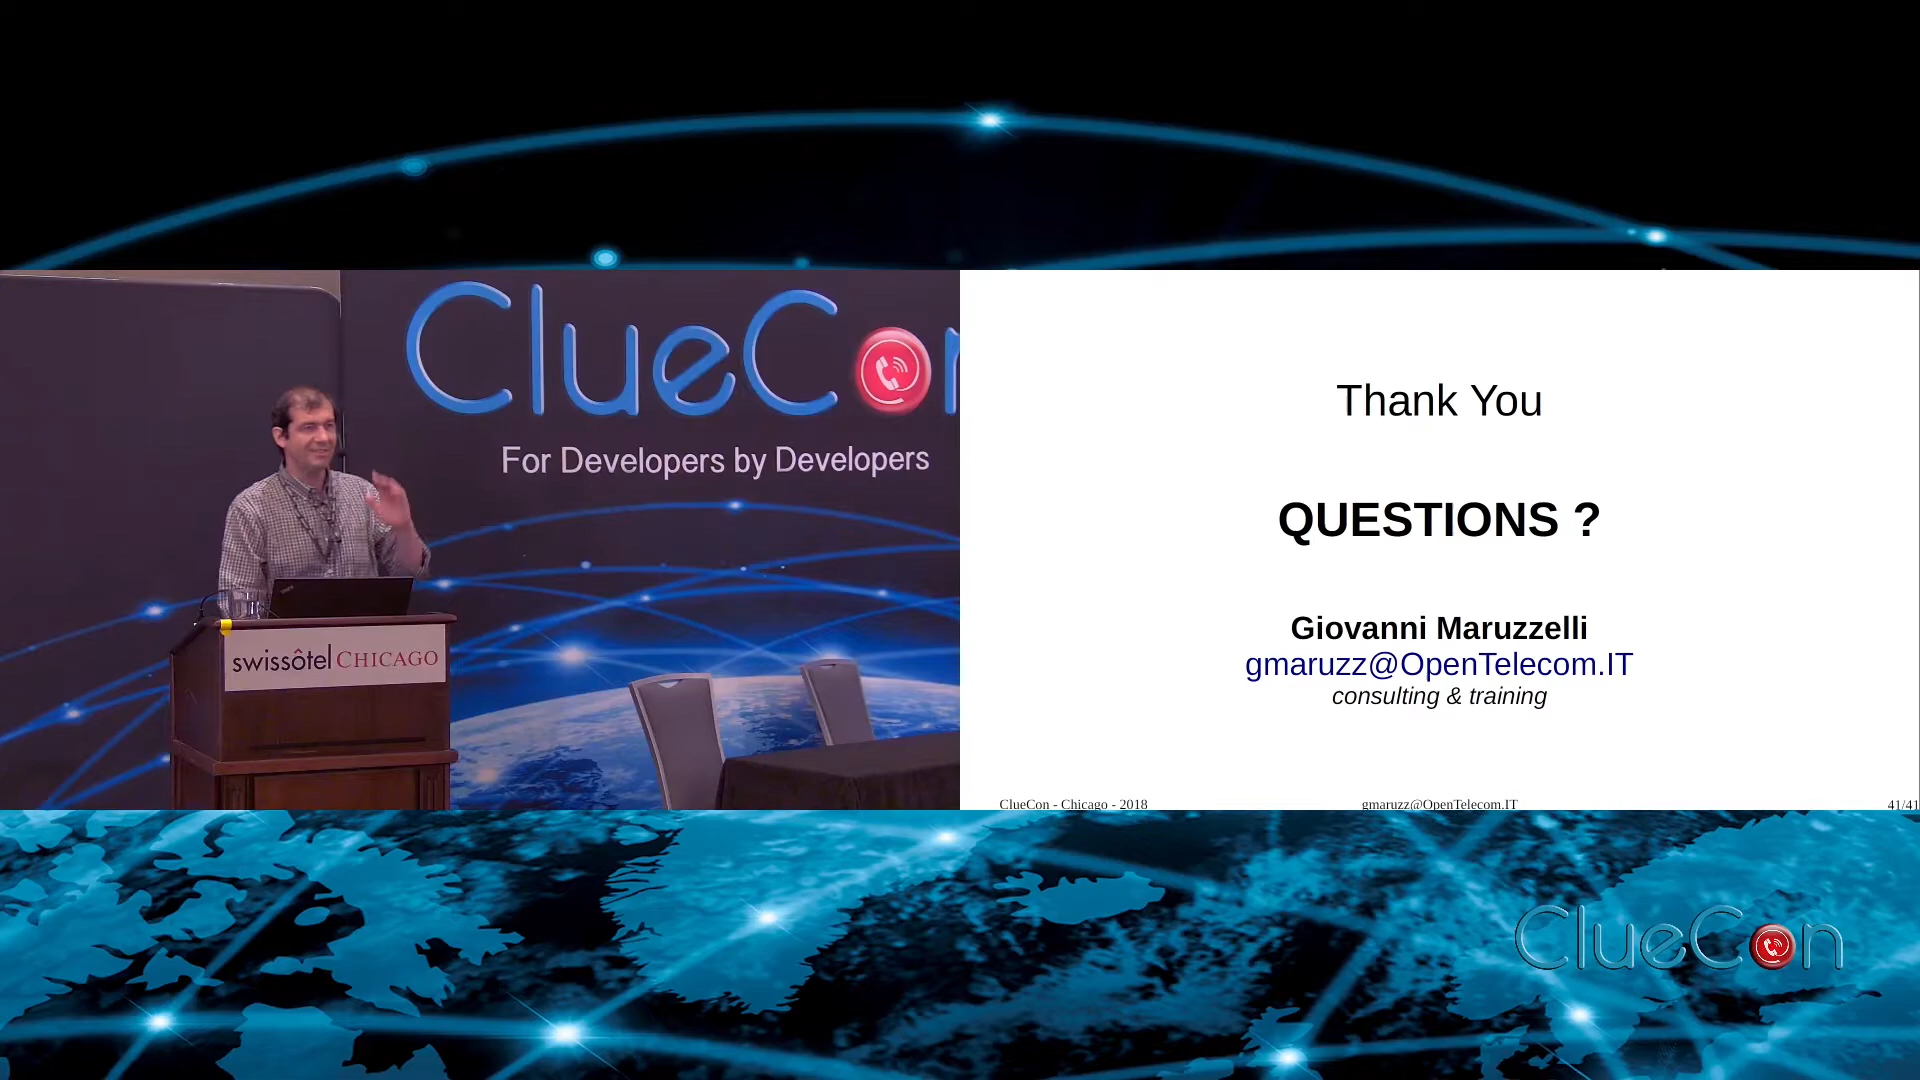 ClueCon
For Developers by Developers
swissôtel CHICAGO
Thank You
QUESTIONS ?
Giovanni Maruzzelli
gmaruzz@OpenTelecom.IT
consulting & training
ClueCon - Chicago - 2018
gmaruzz@OpenTelecom.IT
41/41
ClueCon